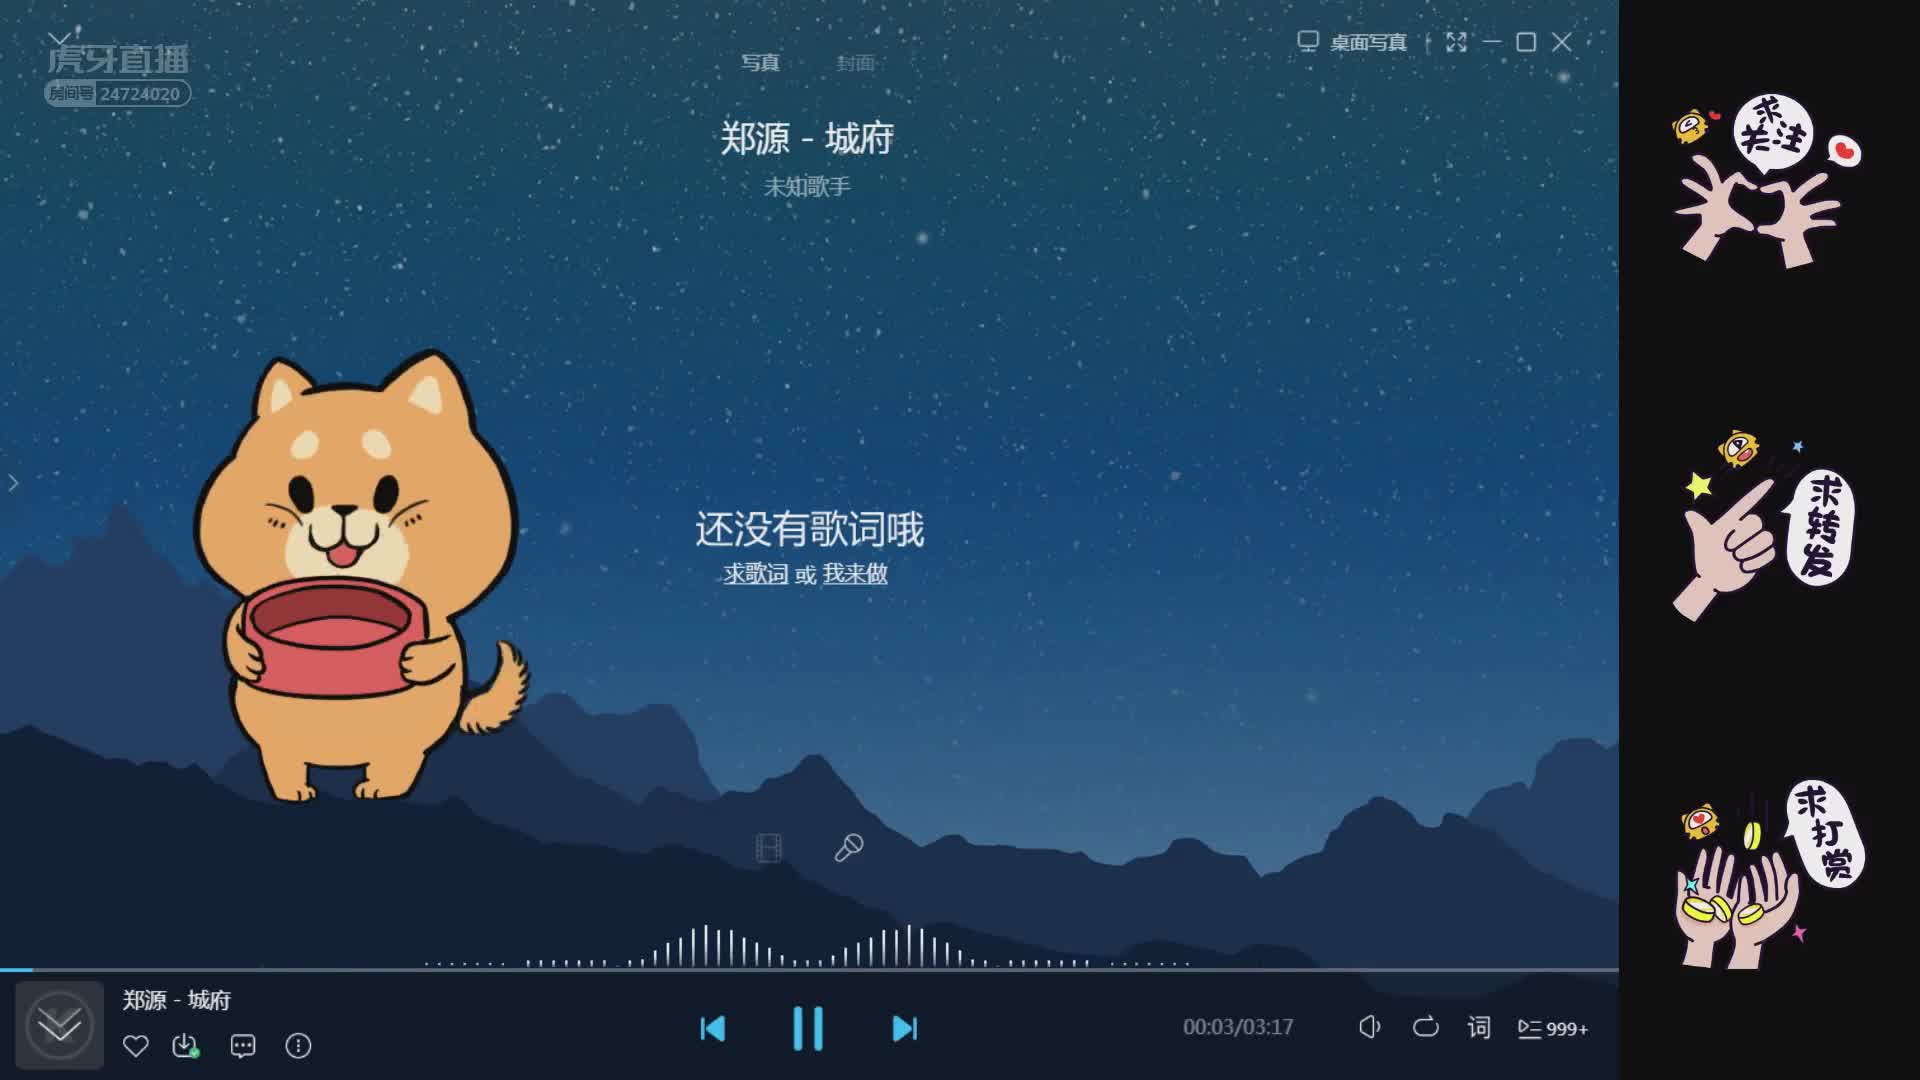 虎牙直播
房间号 24724020
写真 封面
桌面写真
郑源 - 城府
未知歌手
还没有歌词哦
求歌词 或 我来做
求关注
求转发
求打赏
郑源 - 城府
00:03/03:17
词
999+